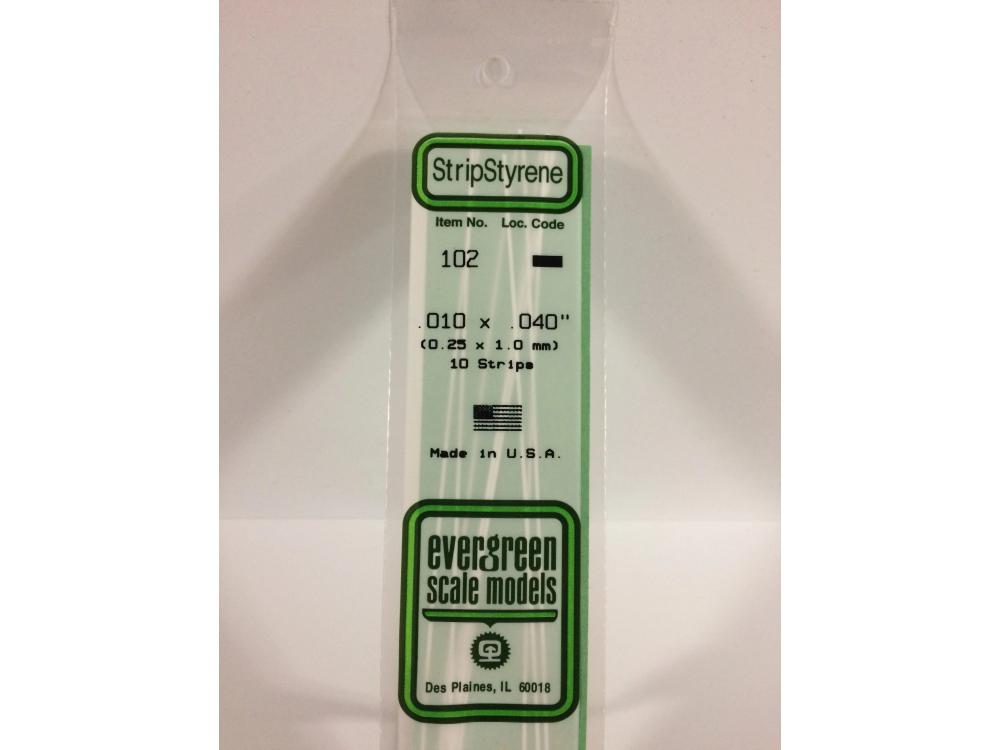 StripStyrene
Item No. Loc. Code
102
.010 x .040"
(0.25 x 1.0 mm)
10 Strips
Made in U.S.A.
evergreen
scale models
Des Plaines, IL 60018